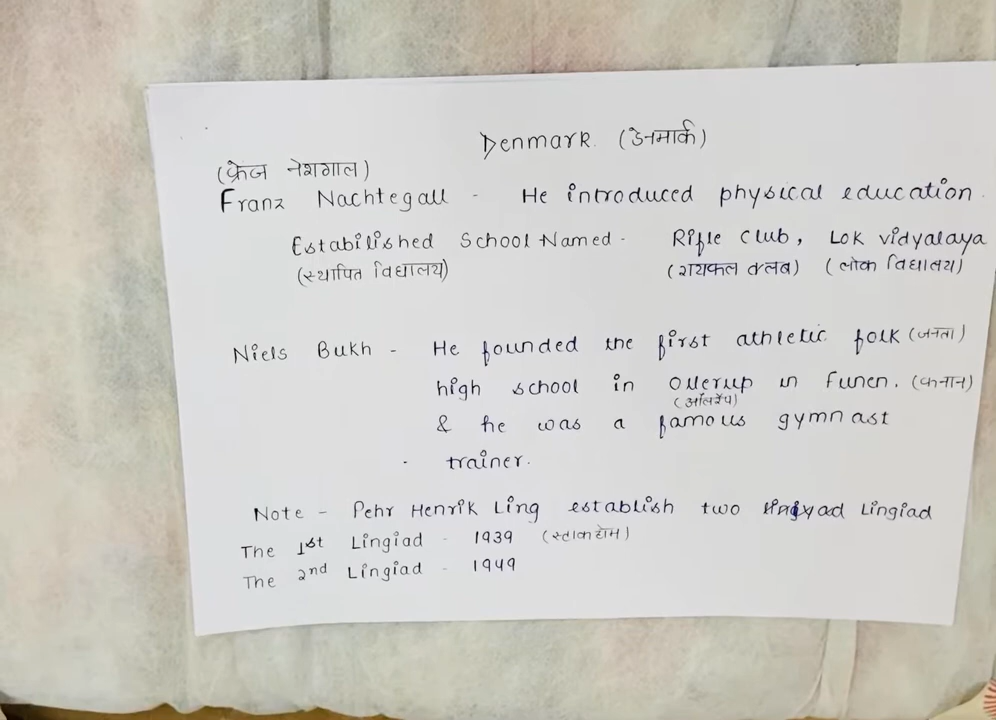 Denmark. (डेनमार्क)
(फ्रेज नेशगाल)
Franz Nachtegall - He introduced physical education.
Estabilished School Named - Rifle Club, Lok vidyalaya
(स्थापित विद्यालय) (रायकल क्लब) (लोक विद्यालय)
Niels Bukh - He founded the first athletic folk (जनता)
high school in Ollerup in Funen. (फनान)
(ऑलरैप)
& he was a famous gymnast
trainer.
Note - Pehr Henrik Ling establish two Lingiad
The 1st Lingiad - 1939 (स्टाकहोम)
The 2nd Lingiad - 1949